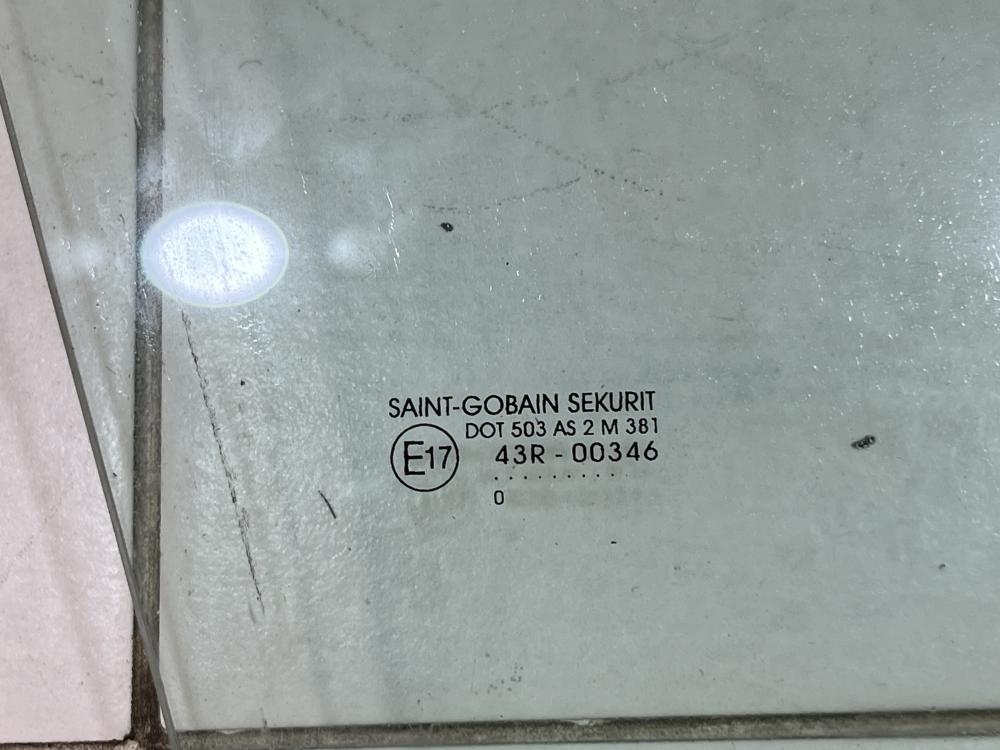 SAINT-GOBAIN SEKURIT
DOT 503 AS 2 M 381
E17 43R - 00346
..........
0